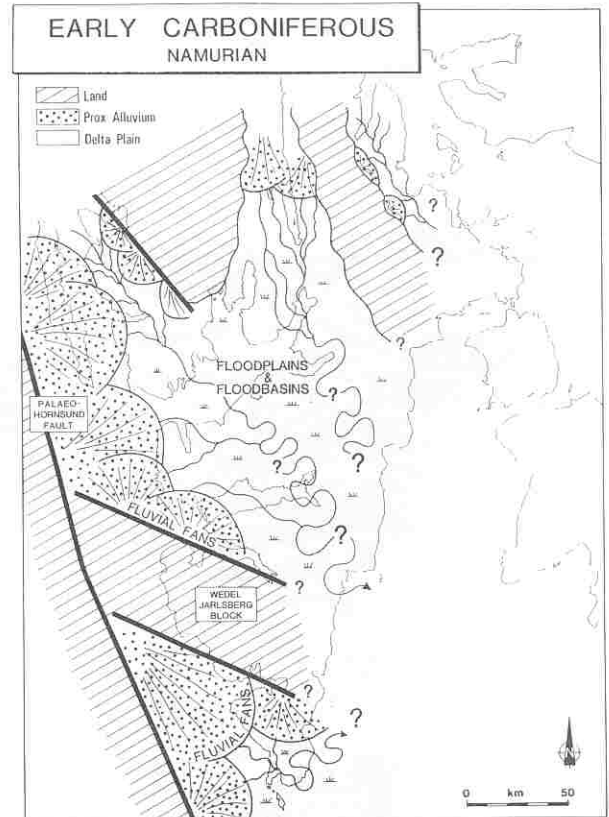 EARLY CARBONIFEROUS
NAMURIAN
Land
Prox Alluvium
Delta Plain
?
?
?
FLOODPLAINS
&
FLOODBASINS
?
PALAEO-
HORNSUND
FAULT
?
?
FLUVIAL FANS
?
?
WEDEL
JARLSBERG
BLOCK
?
FLUVIAL FANS
?
N
0 km 50